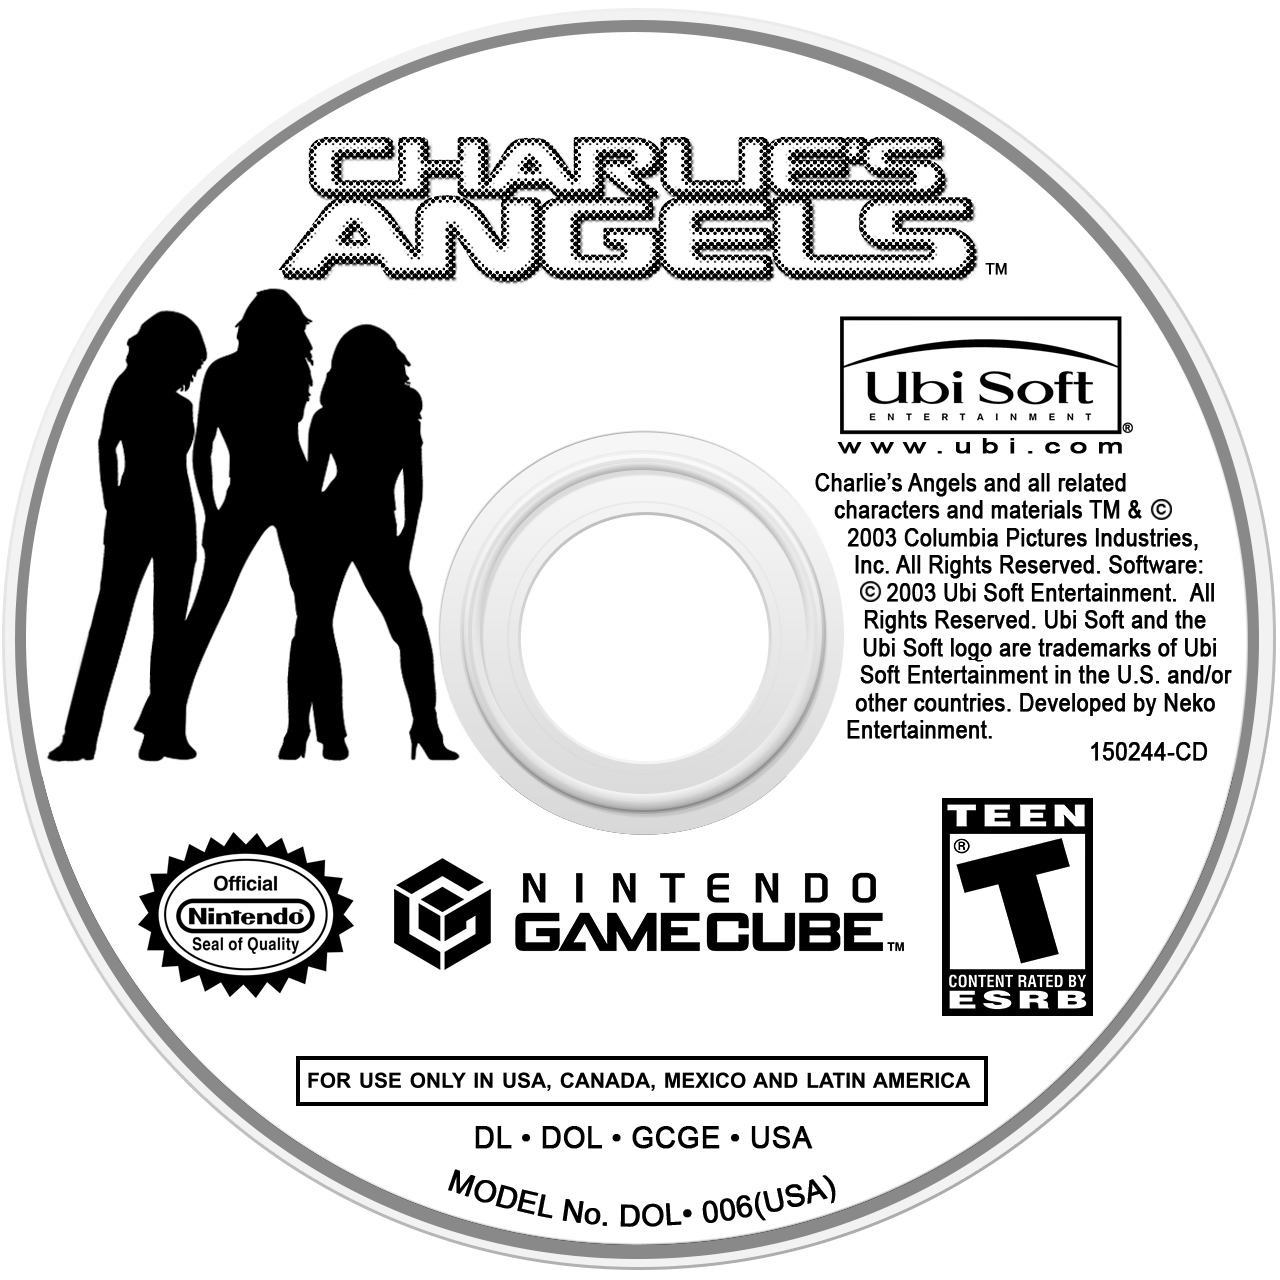 CHARLIE'S
ANGELS™
Ubi Soft
ENTERTAINMENT®
www.ubi.com
Charlie's Angels and all related
characters and materials TM & ©
2003 Columbia Pictures Industries,
Inc. All Rights Reserved. Software:
© 2003 Ubi Soft Entertainment. All
Rights Reserved. Ubi Soft and the
Ubi Soft logo are trademarks of Ubi
Soft Entertainment in the U.S. and/or
other countries. Developed by Neko
Entertainment.
150244-CD
Official
Nintendo®
Seal of Quality
NINTENDO
GAMECUBE™
TEEN
T®
CONTENT RATED BY
ESRB
FOR USE ONLY IN USA, CANADA, MEXICO AND LATIN AMERICA
DL • DOL • GCGE • USA
MODEL No. DOL• 006(USA)